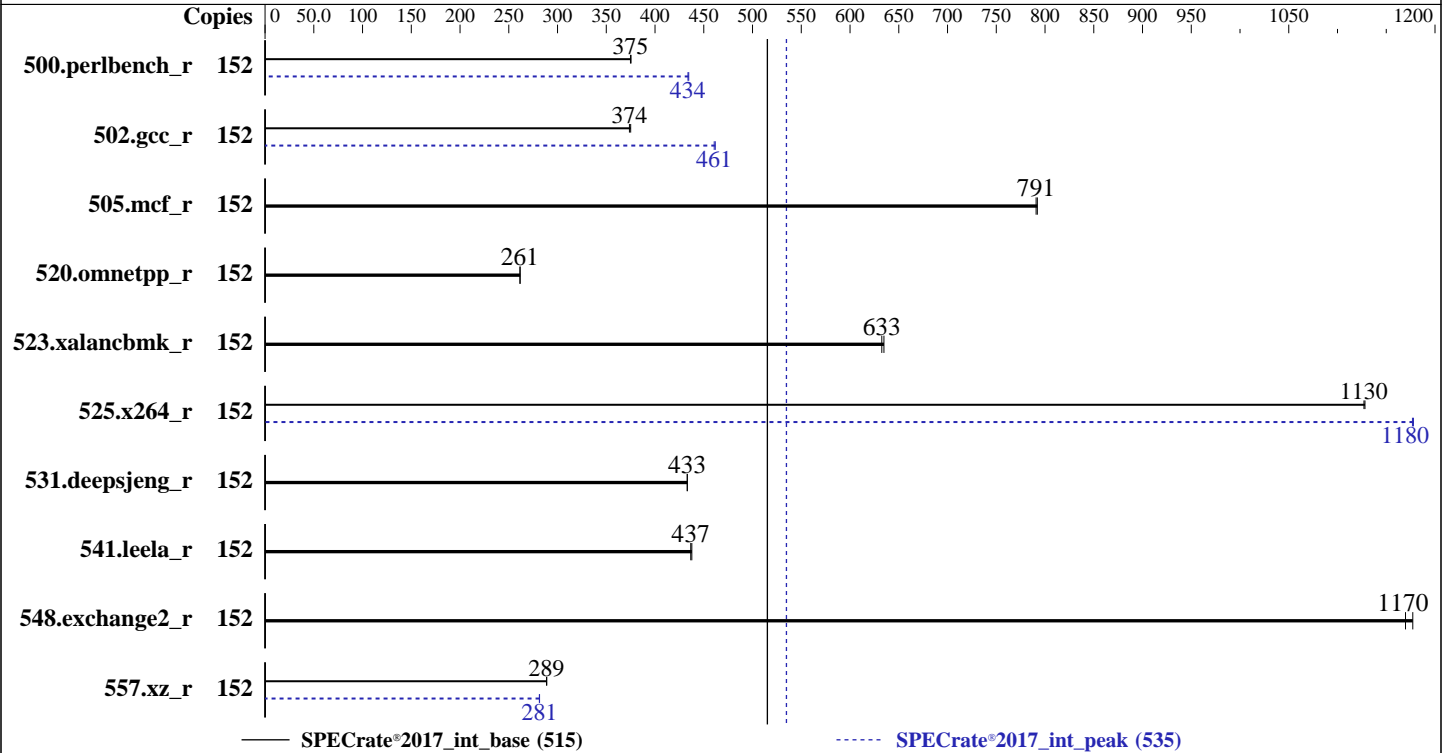 Copies 0 50.0 100 150 200 250 300 350 400 450 500 550 600 650 700 750 800 850 900 950 1050 1200
375
500.perlbench_r 152
434
374
502.gcc_r 152
461
791
505.mcf_r 152
261
520.omnetpp_r 152
633
523.xalancbmk_r 152
1130
525.x264_r 152
1180
433
531.deepsjeng_r 152
437
541.leela_r 152
1170
548.exchange2_r 152
289
557.xz_r 152
281
SPECrate®2017_int_base (515) SPECrate®2017_int_peak (535)